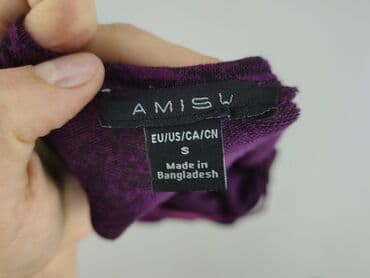 AMISU
EU/US/CA/CN
S
Made in
Bangladesh